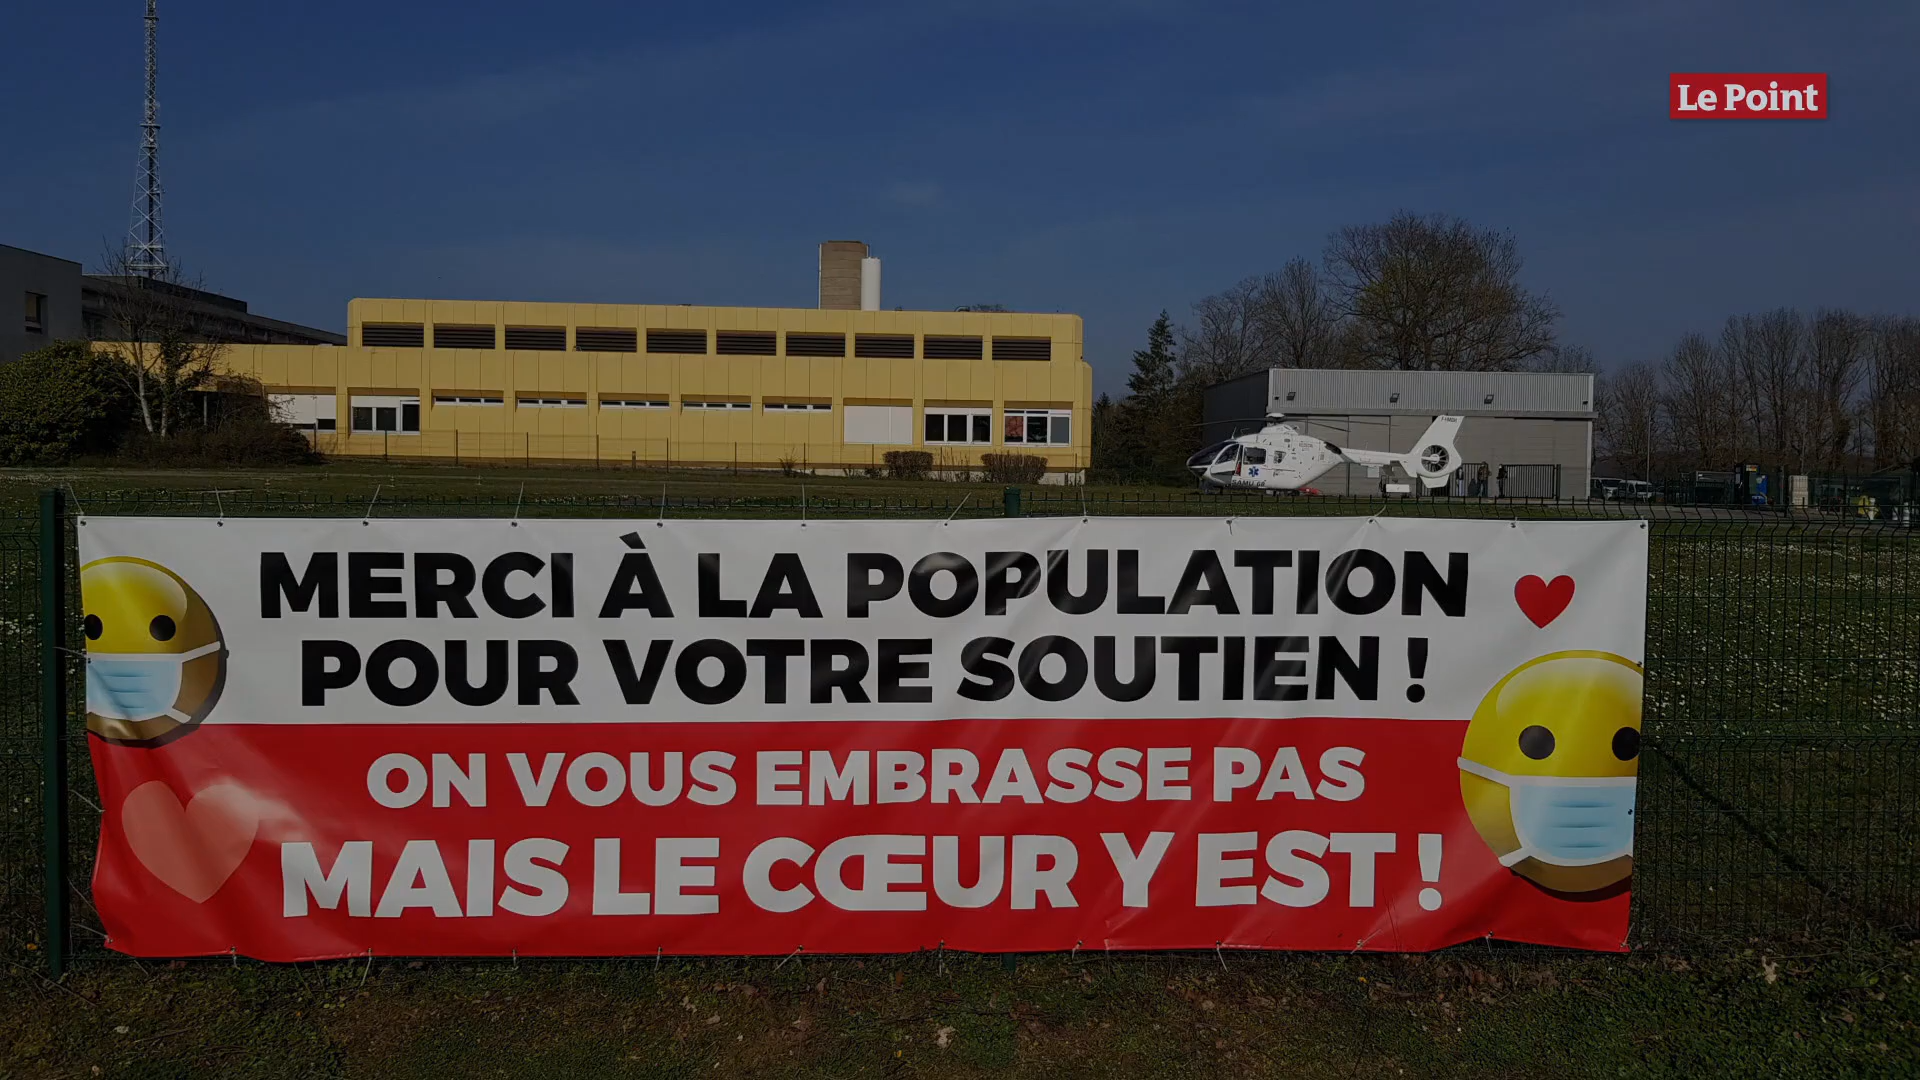 Le Point
MERCI À LA POPULATION
POUR VOTRE SOUTIEN !
ON VOUS EMBRASSE PAS
MAIS LE CŒUR Y EST !